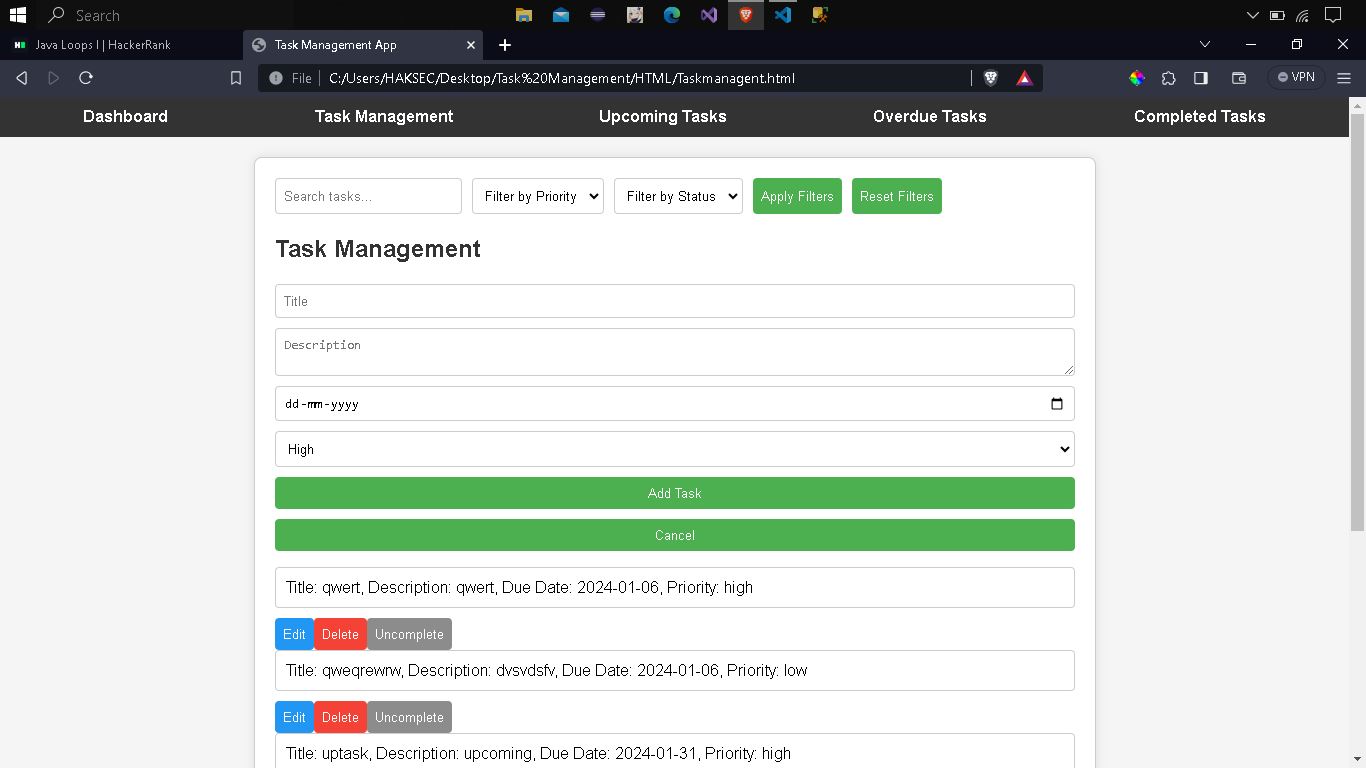 Search
Java Loops I | HackerRank
Task Management App
File
C:/Users/HAKSEC/Desktop/Task%20Management/HTML/Taskmanagent.html
VPN
Dashboard Task Management Upcoming Tasks Overdue Tasks Completed Tasks
Search tasks... Filter by Priority Filter by Status Apply Filters Reset Filters
Task Management
Title
Description
dd-mm-yyyy
High
Add Task
Cancel
Title: qwert, Description: qwert, Due Date: 2024-01-06, Priority: high
Edit Delete Uncomplete
Title: qweqrewrw, Description: dvsvdsfv, Due Date: 2024-01-06, Priority: low
Edit Delete Uncomplete
Title: uptask, Description: upcoming, Due Date: 2024-01-31, Priority: high